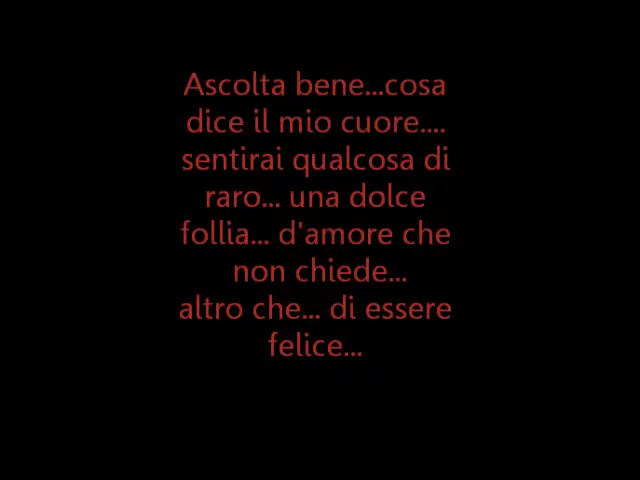 Ascolta bene...cosa
dice il mio cuore....
sentirai qualcosa di
raro... una dolce
follia... d'amore che
non chiede...
altro che... di essere
felice...